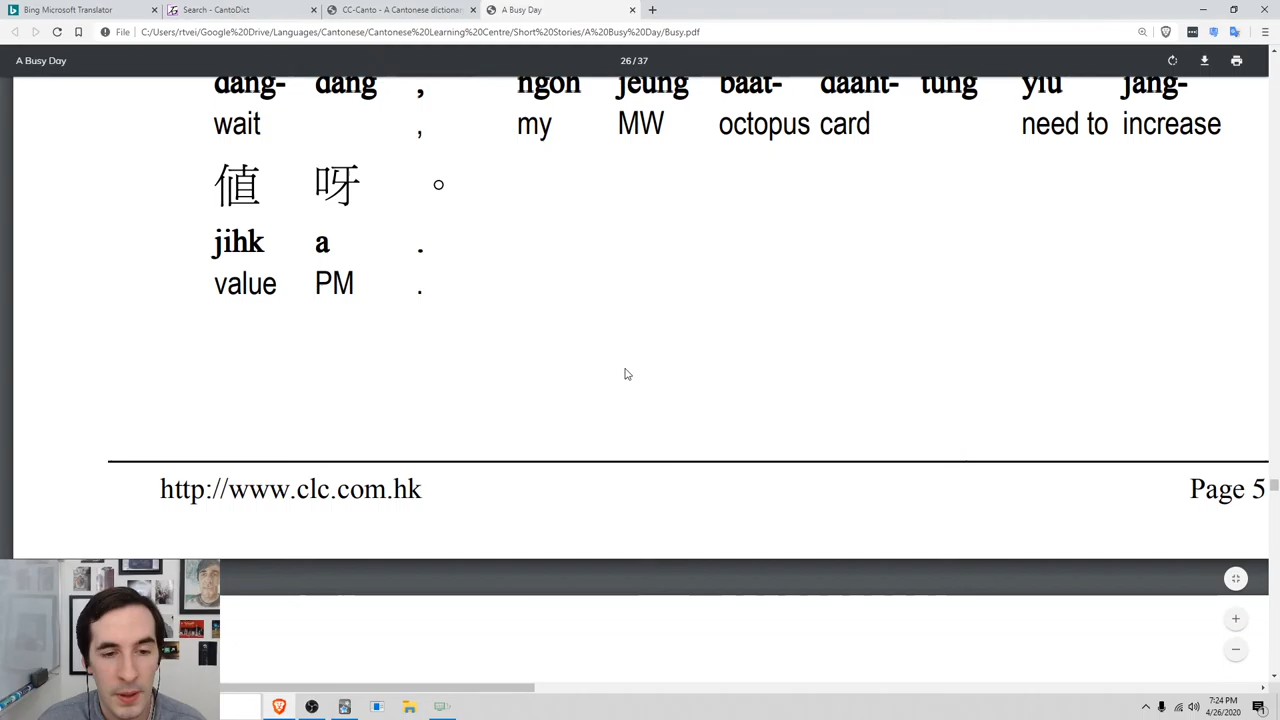 Bing Microsoft Translator
Search - CantoDict
CC-Canto - A Cantonese dictionar
A Busy Day
File
C:/Users/rtvei/Google%20Drive/Languages/Cantonese/Cantonese%20Learning%20Centre/Short%20Stories/A%20Busy%20Day/Busy.pdf
A Busy Day
26 / 37
dang- dang , ngoh jeung baat- daaht- tung yiu jang-
wait , my MW octopus card need to increase
值 呀 。
jihk a .
value PM .
http://www.clc.com.hk
Page 5
7:24 PM
4/26/2020